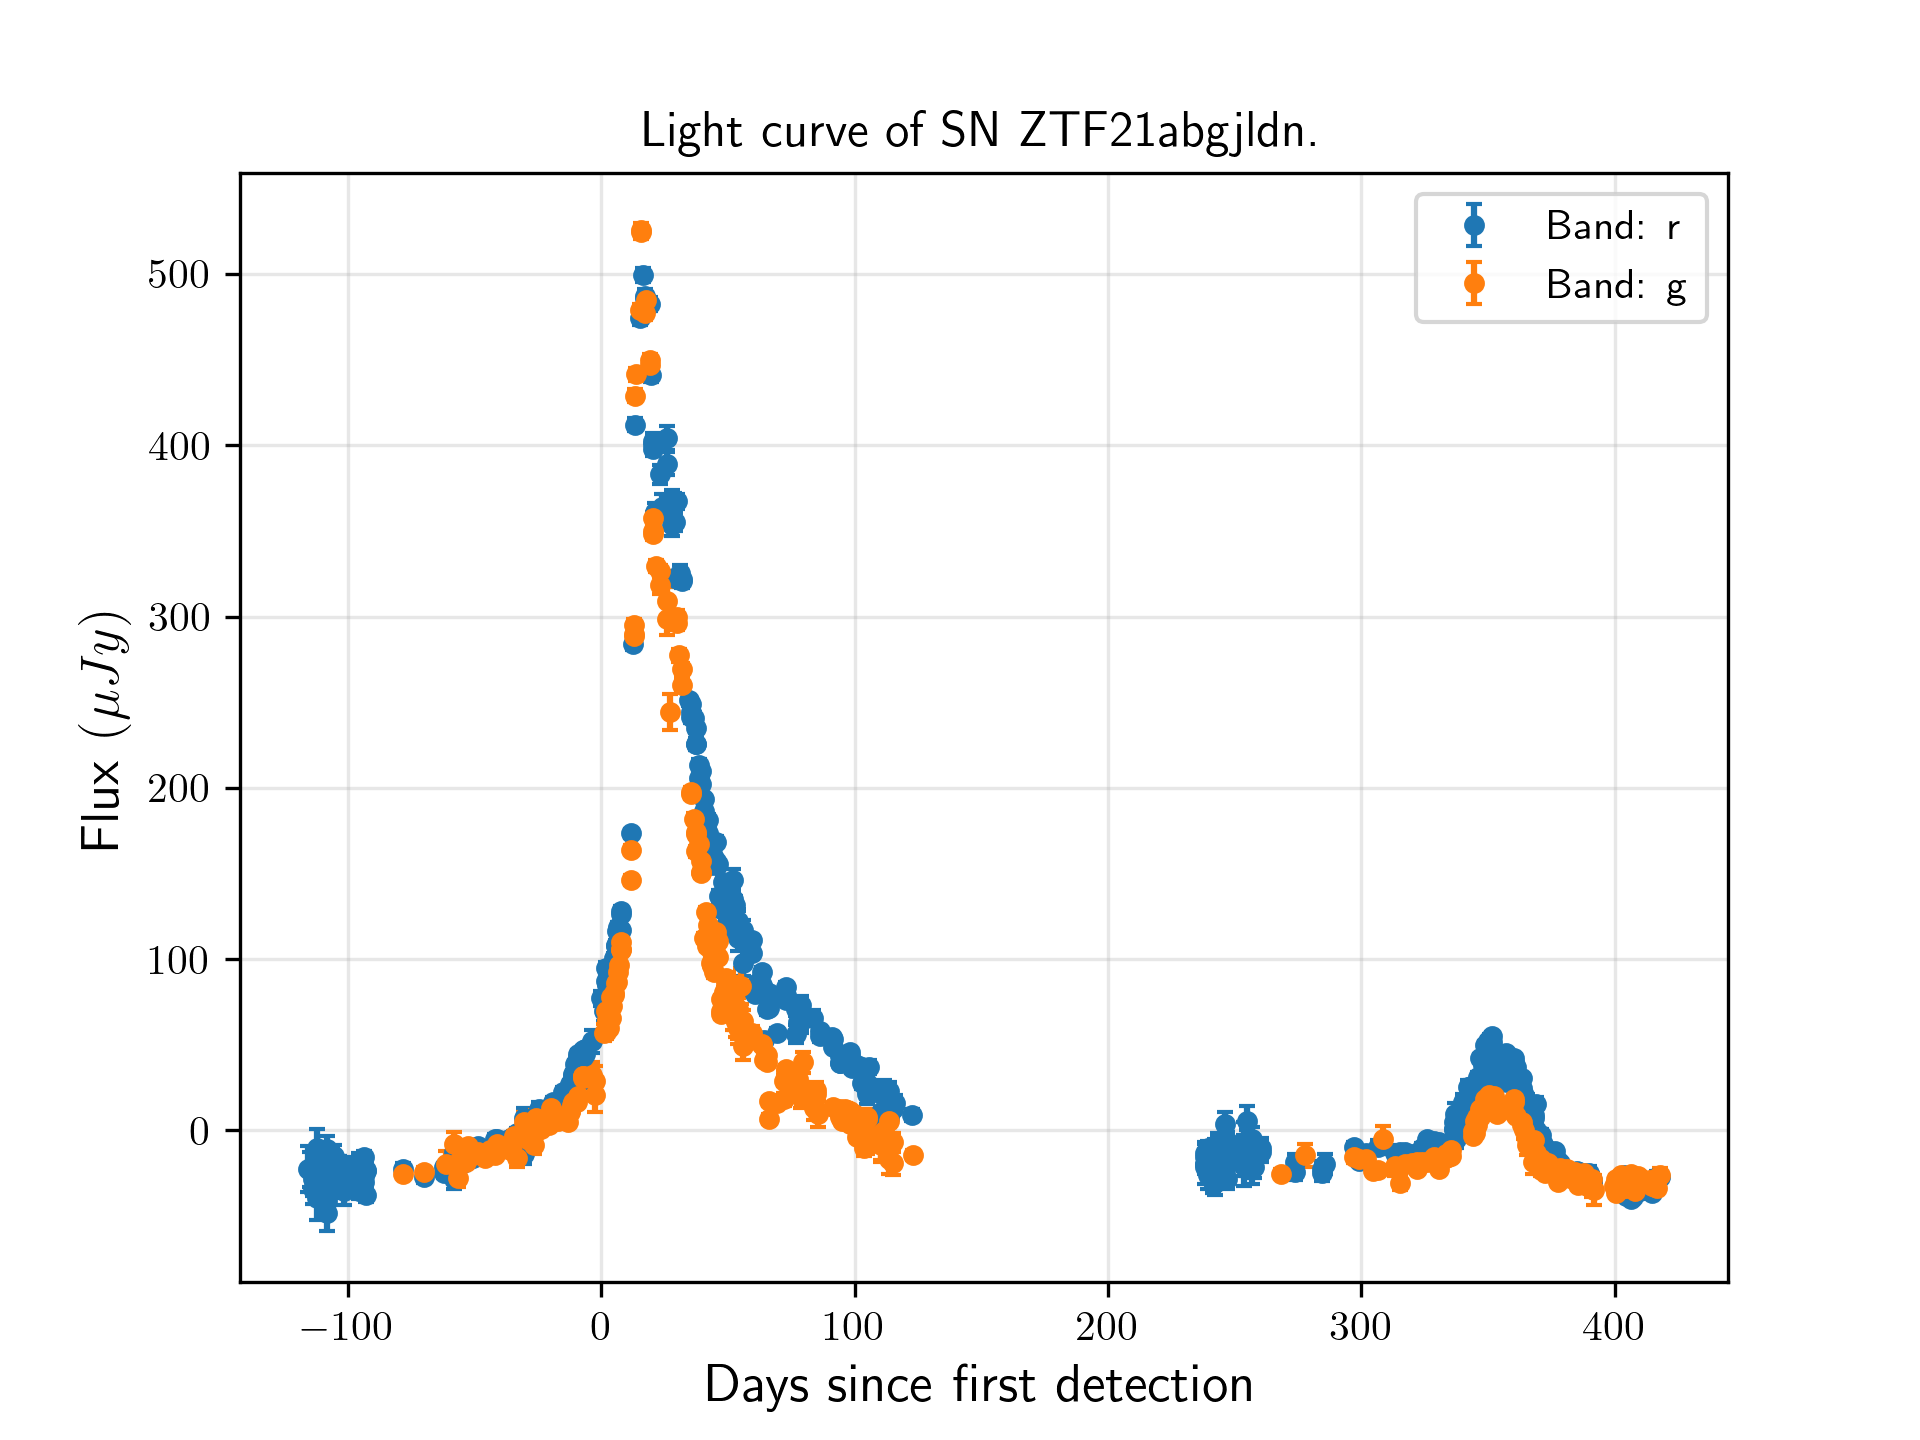 Light curve of SN ZTF21abgjldn.
Band: r
Band: g
500
400
300
200
100
0
Flux (μJy)
−100 0 100 200 300 400
Days since first detection